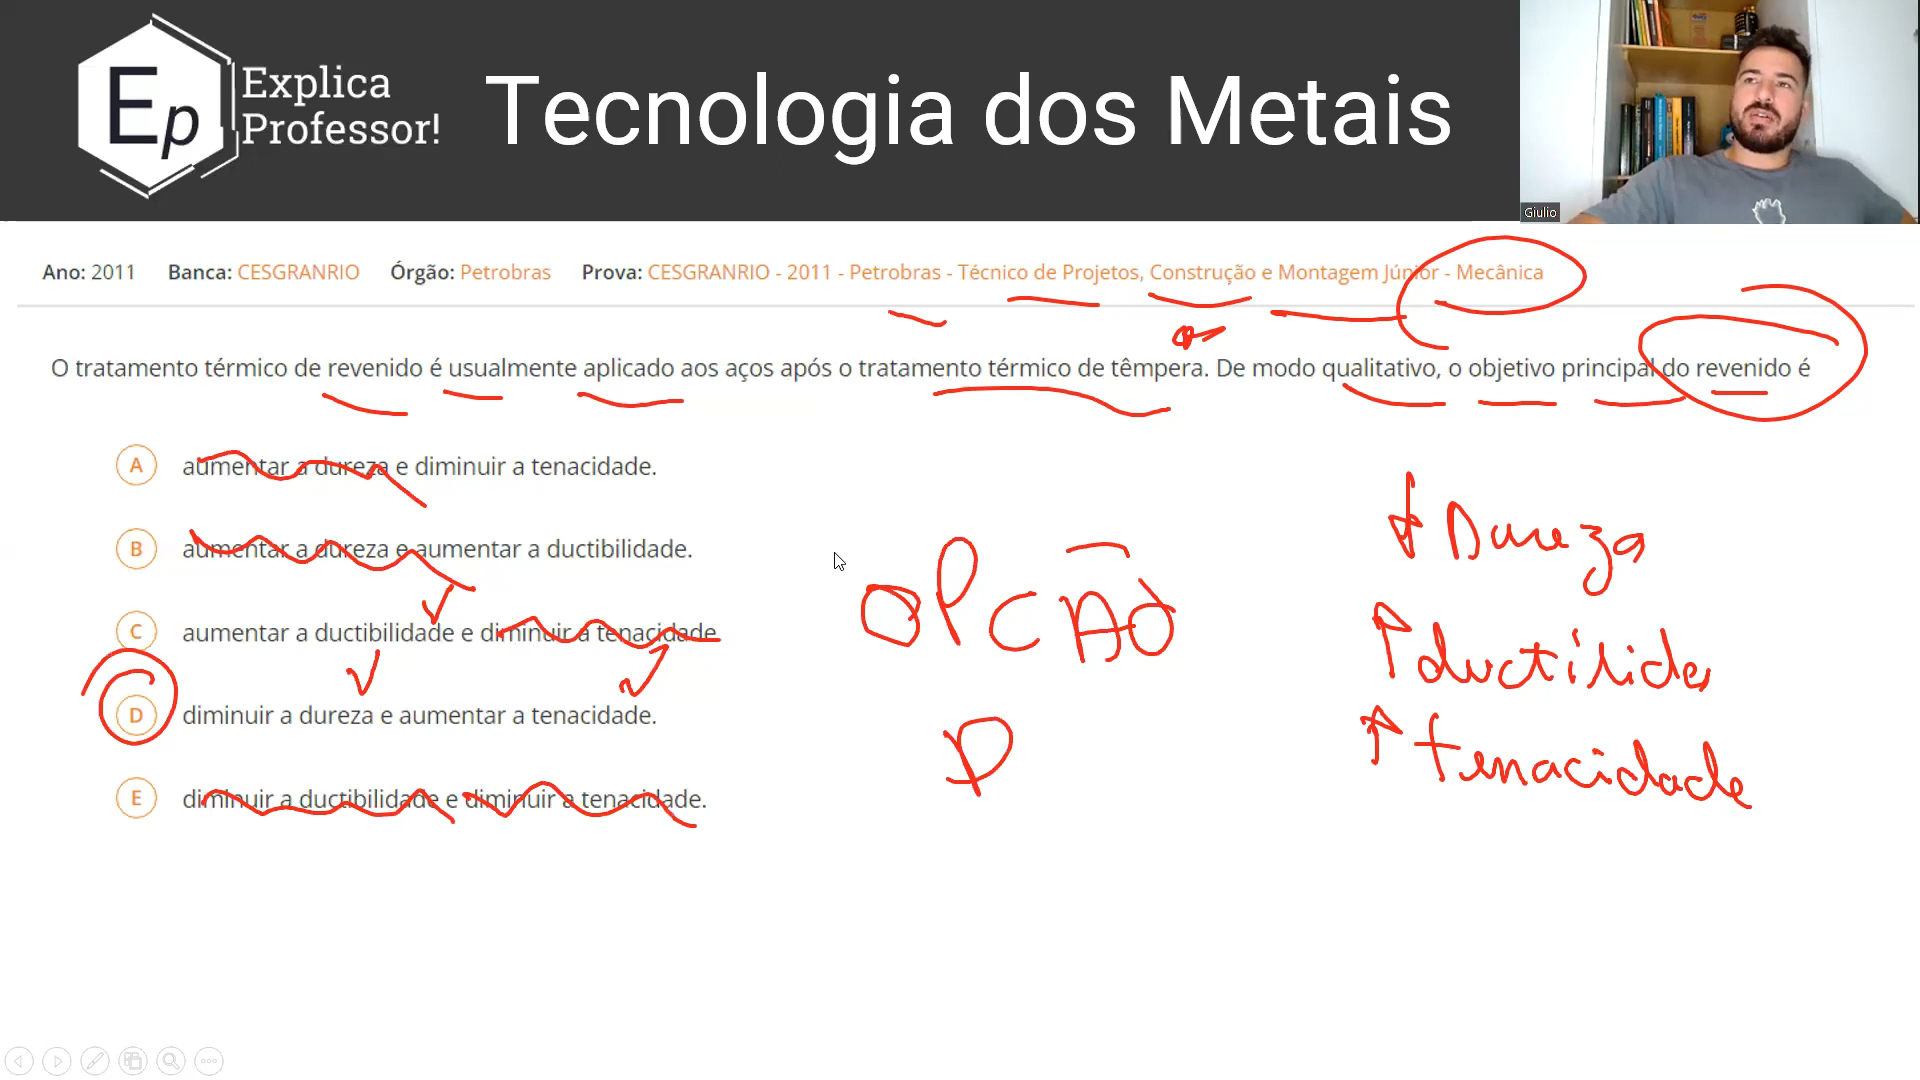 Ep
Explica
Professor!
Tecnologia dos Metais
Giulio
Ano: 2011 Banca: CESGRANRIO Órgão: Petrobras Prova: CESGRANRIO - 2011 - Petrobras - Técnico de Projetos, Construção e Montagem Júnior - Mecânica
O tratamento térmico de revenido é usualmente aplicado aos aços após o tratamento térmico de têmpera. De modo qualitativo, o objetivo principal do revenido é
A aumentar a dureza e diminuir a tenacidade.
B aumentar a dureza e aumentar a ductibilidade.
C aumentar a ductibilidade e diminuir a tenacidade.
D diminuir a dureza e aumentar a tenacidade.
E diminuir a ductibilidade e diminuir a tenacidade.
OPCÃO
D
↓ Dureza
↑ ductilida
↑ tenacidade